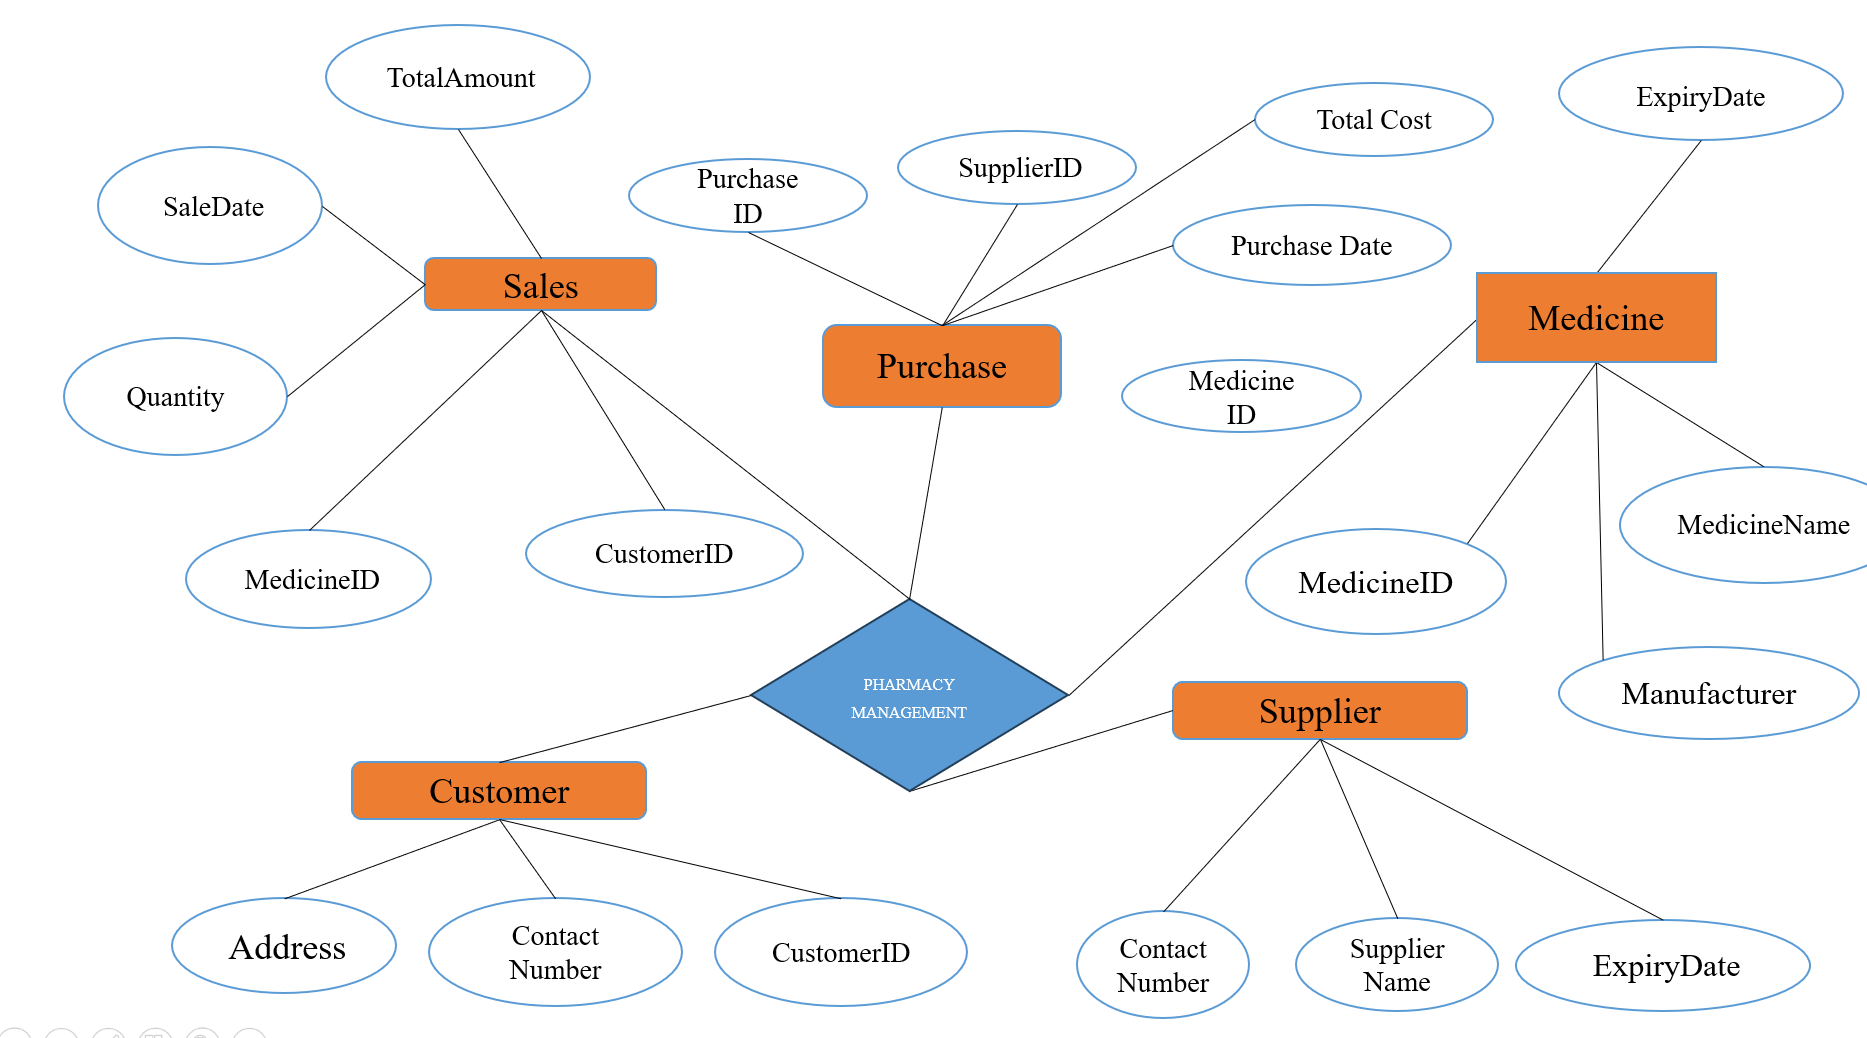 TotalAmount
ExpiryDate
Total Cost
SupplierID
Purchase
ID
SaleDate
Purchase Date
Sales
Medicine
Purchase
Medicine
ID
Quantity
MedicineName
CustomerID
MedicineID
MedicineID
PHARMACY
MANAGEMENT
Manufacturer
Supplier
Customer
Address
Contact
Number
CustomerID
Contact
Number
Supplier
Name
ExpiryDate